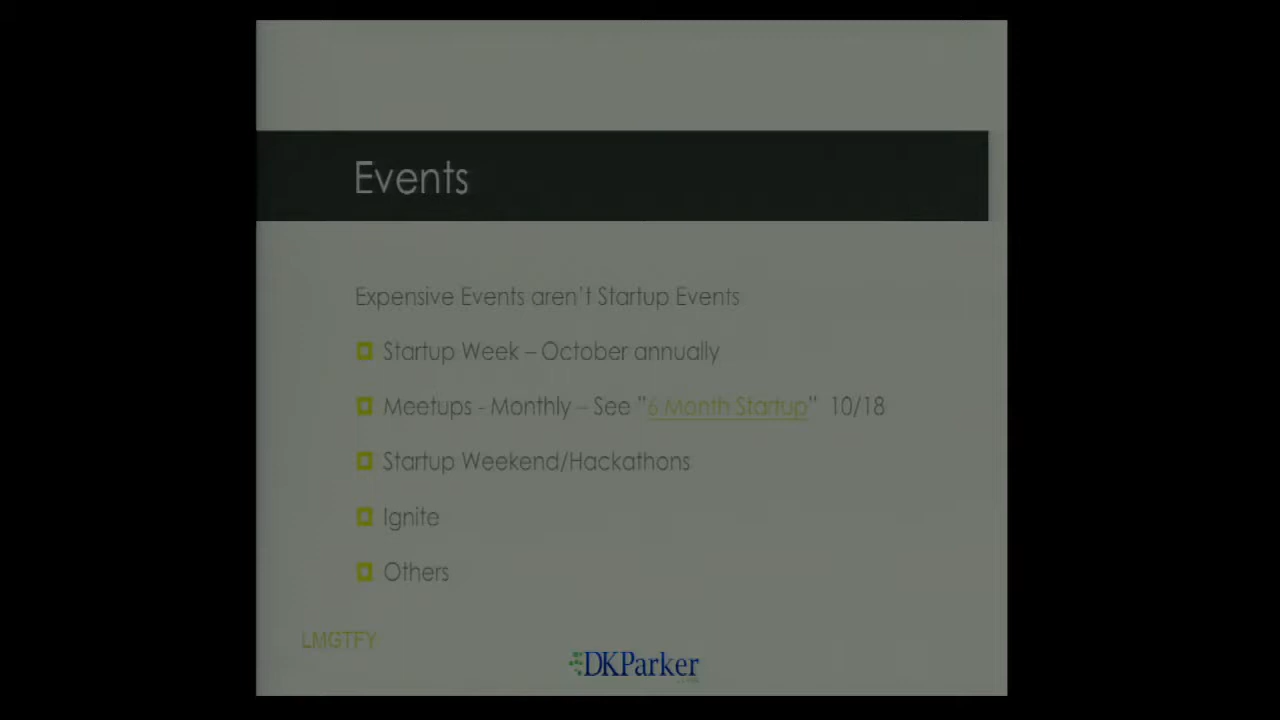 Events
Expensive Events aren't Startup Events
Startup Week – October annually
Meetups - Monthly – See "6 Month Startup" 10/18
Startup Weekend/Hackathons
Ignite
Others
LMGTFY
DKParker